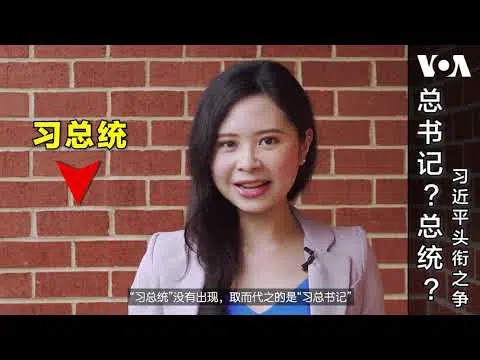 VOA
习总统
总书记？总统？
习近平头衔之争
“习总统”没有出现，取而代之的是“习总书记”